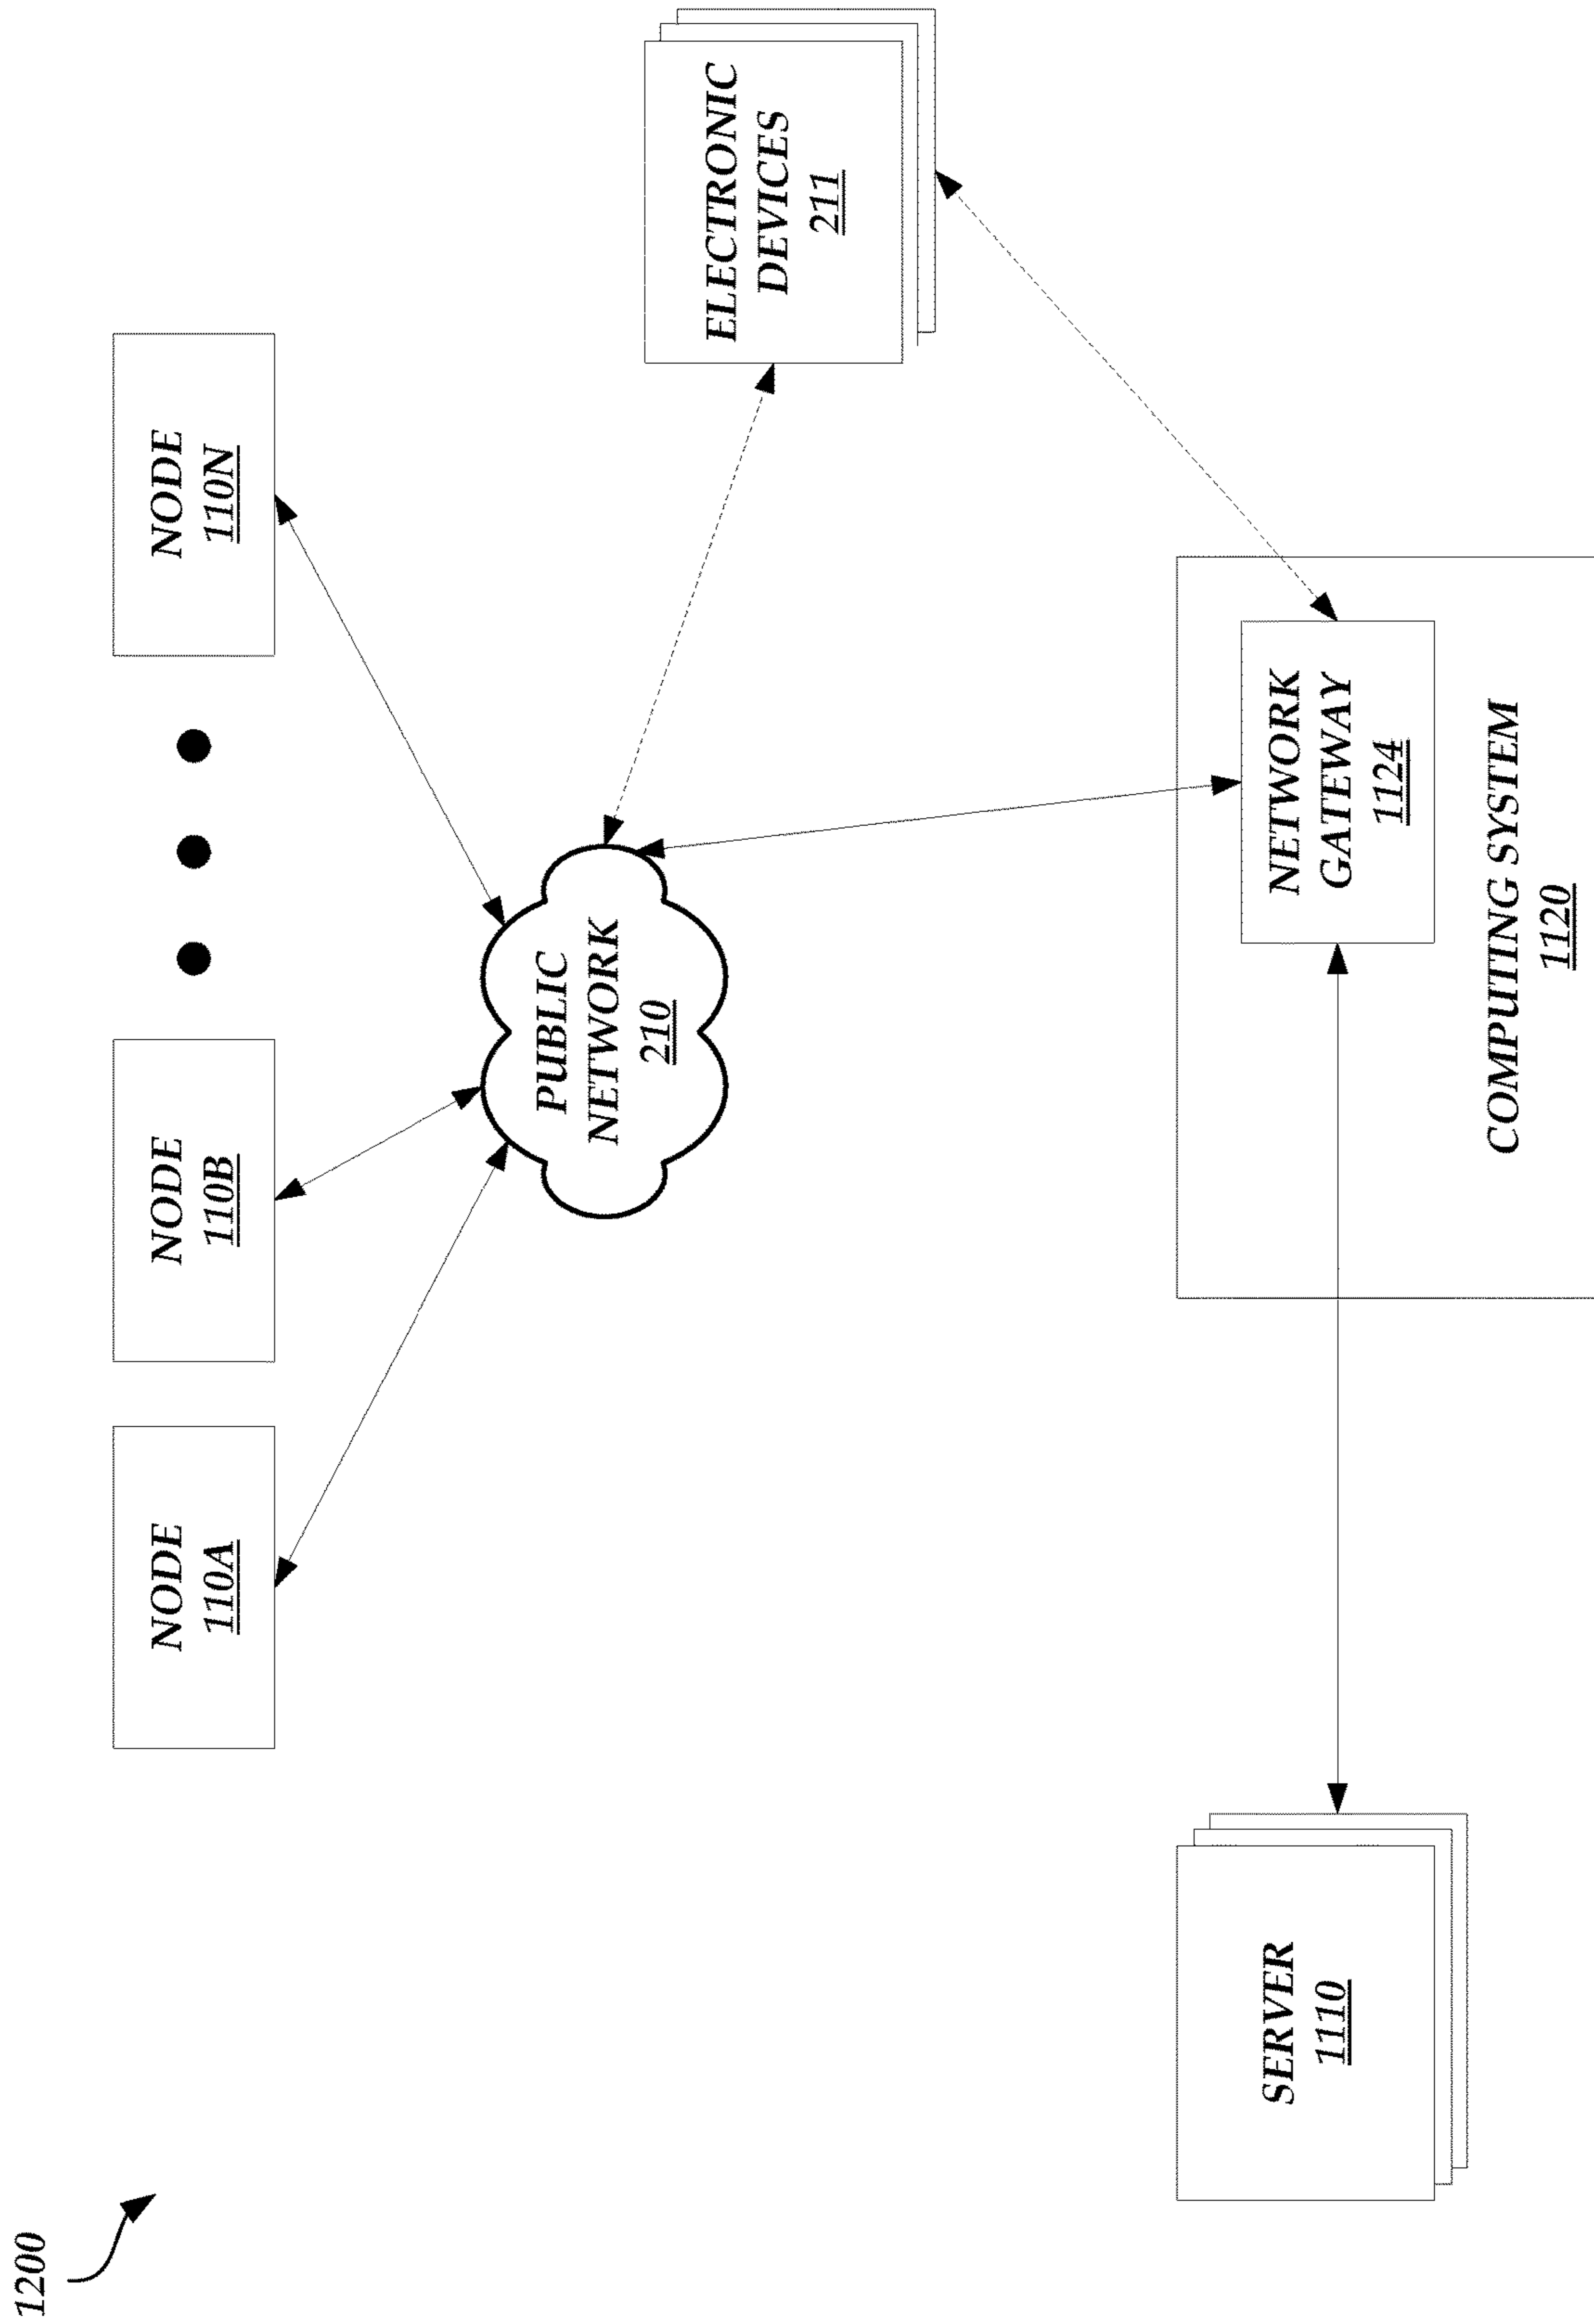 1200
NODE
110A
NODE
110B
NODE
110N
PUBLIC
NETWORK
210
ELECTRONIC
DEVICES
211
SERVER
1110
NETWORK
GATEWAY
1124
COMPUTING SYSTEM
1120